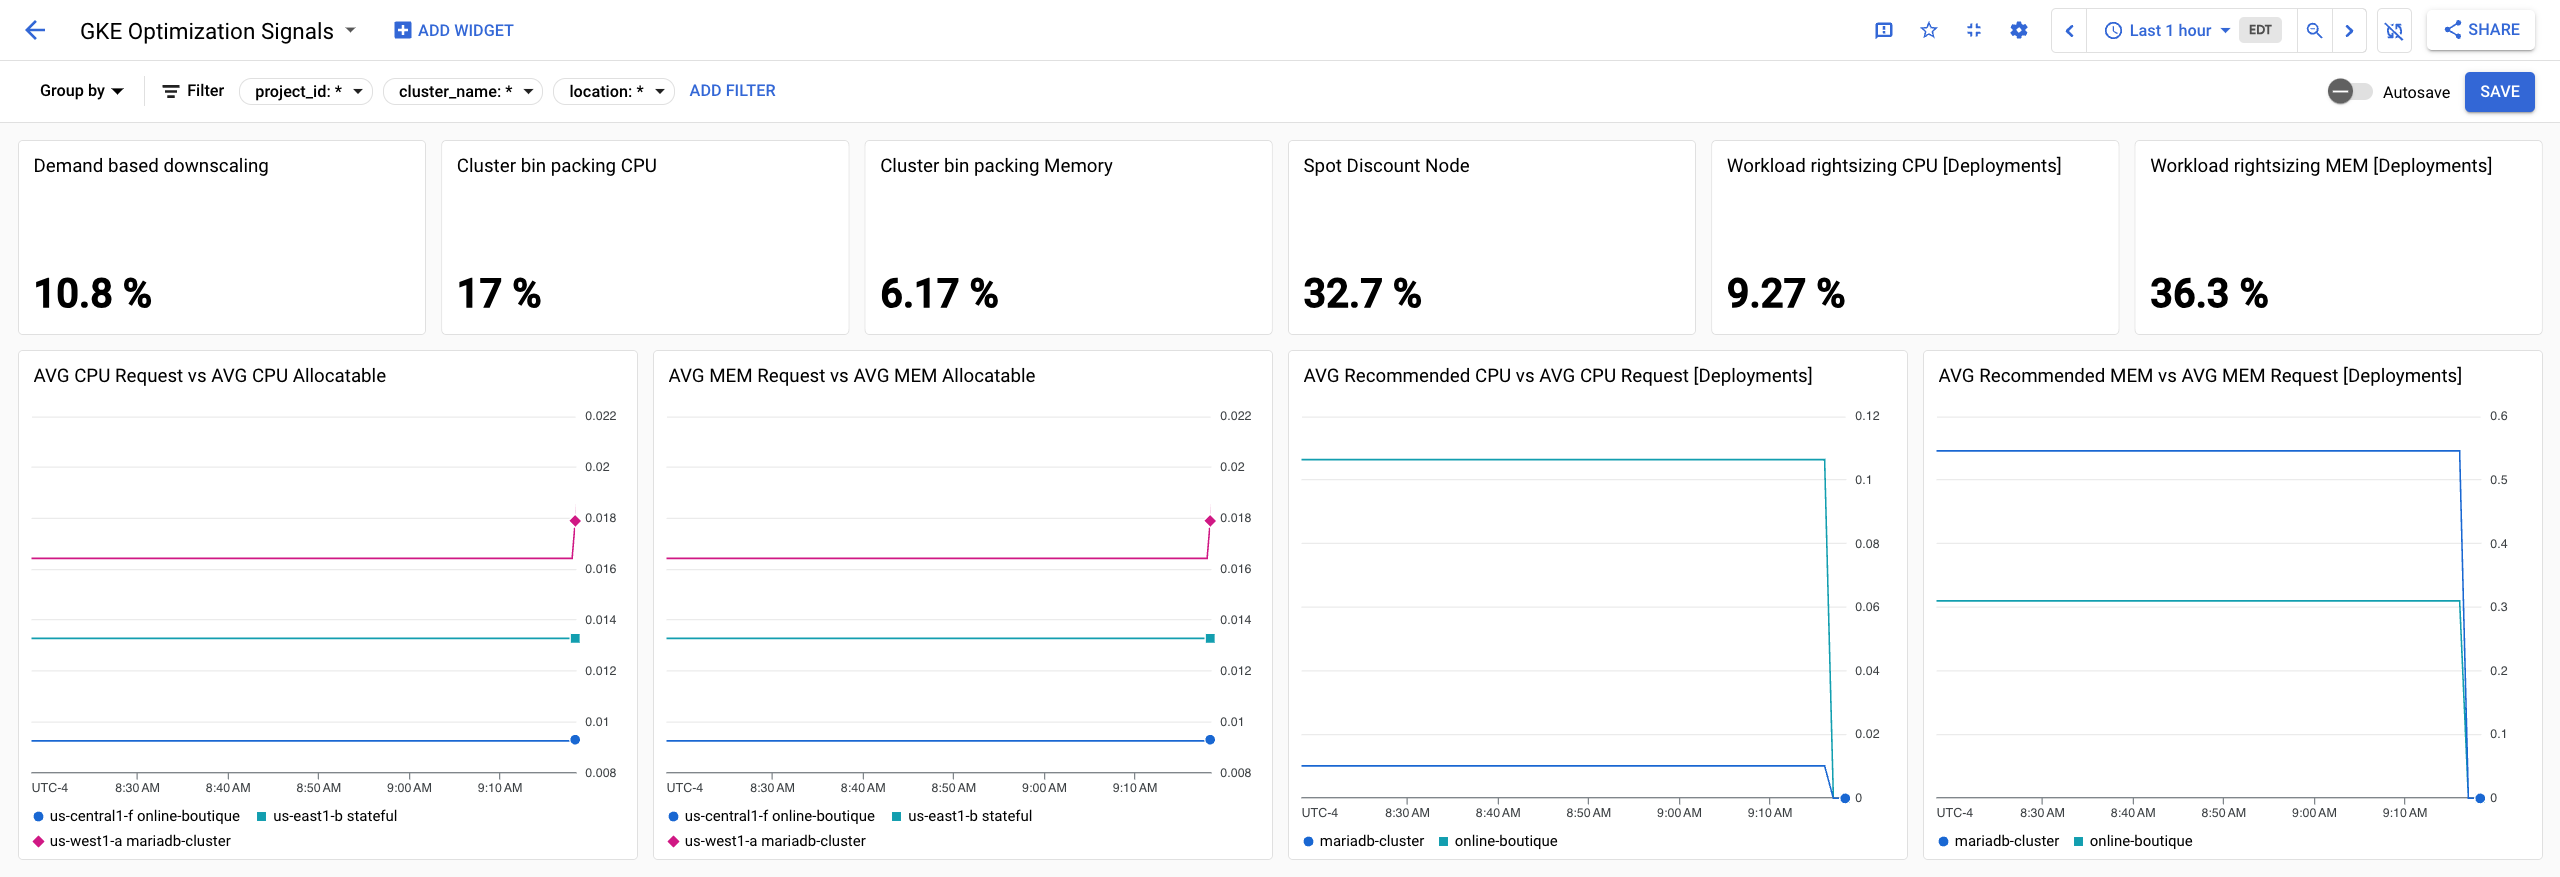 GKE Optimization Signals
ADD WIDGET
Last 1 hour
EDT
SHARE
Group by
Filter
project_id: *
cluster_name: *
location: *
ADD FILTER
Autosave
SAVE
Demand based downscaling
10.8 %
Cluster bin packing CPU
17 %
Cluster bin packing Memory
6.17 %
Spot Discount Node
32.7 %
Workload rightsizing CPU [Deployments]
9.27 %
Workload rightsizing MEM [Deployments]
36.3 %
AVG CPU Request vs AVG CPU Allocatable
0.022
0.02
0.018
0.016
0.014
0.012
0.01
0.008
UTC-4 8:30 AM 8:40 AM 8:50 AM 9:00 AM 9:10 AM
us-central1-f online-boutique us-east1-b stateful
us-west1-a mariadb-cluster
AVG MEM Request vs AVG MEM Allocatable
0.022
0.02
0.018
0.016
0.014
0.012
0.01
0.008
UTC-4 8:30 AM 8:40 AM 8:50 AM 9:00 AM 9:10 AM
us-central1-f online-boutique us-east1-b stateful
us-west1-a mariadb-cluster
AVG Recommended CPU vs AVG CPU Request [Deployments]
0.12
0.1
0.08
0.06
0.04
0.02
0
UTC-4 8:30 AM 8:40 AM 8:50 AM 9:00 AM 9:10 AM
mariadb-cluster online-boutique
AVG Recommended MEM vs AVG MEM Request [Deployments]
0.6
0.5
0.4
0.3
0.2
0.1
0
UTC-4 8:30 AM 8:40 AM 8:50 AM 9:00 AM 9:10 AM
mariadb-cluster online-boutique